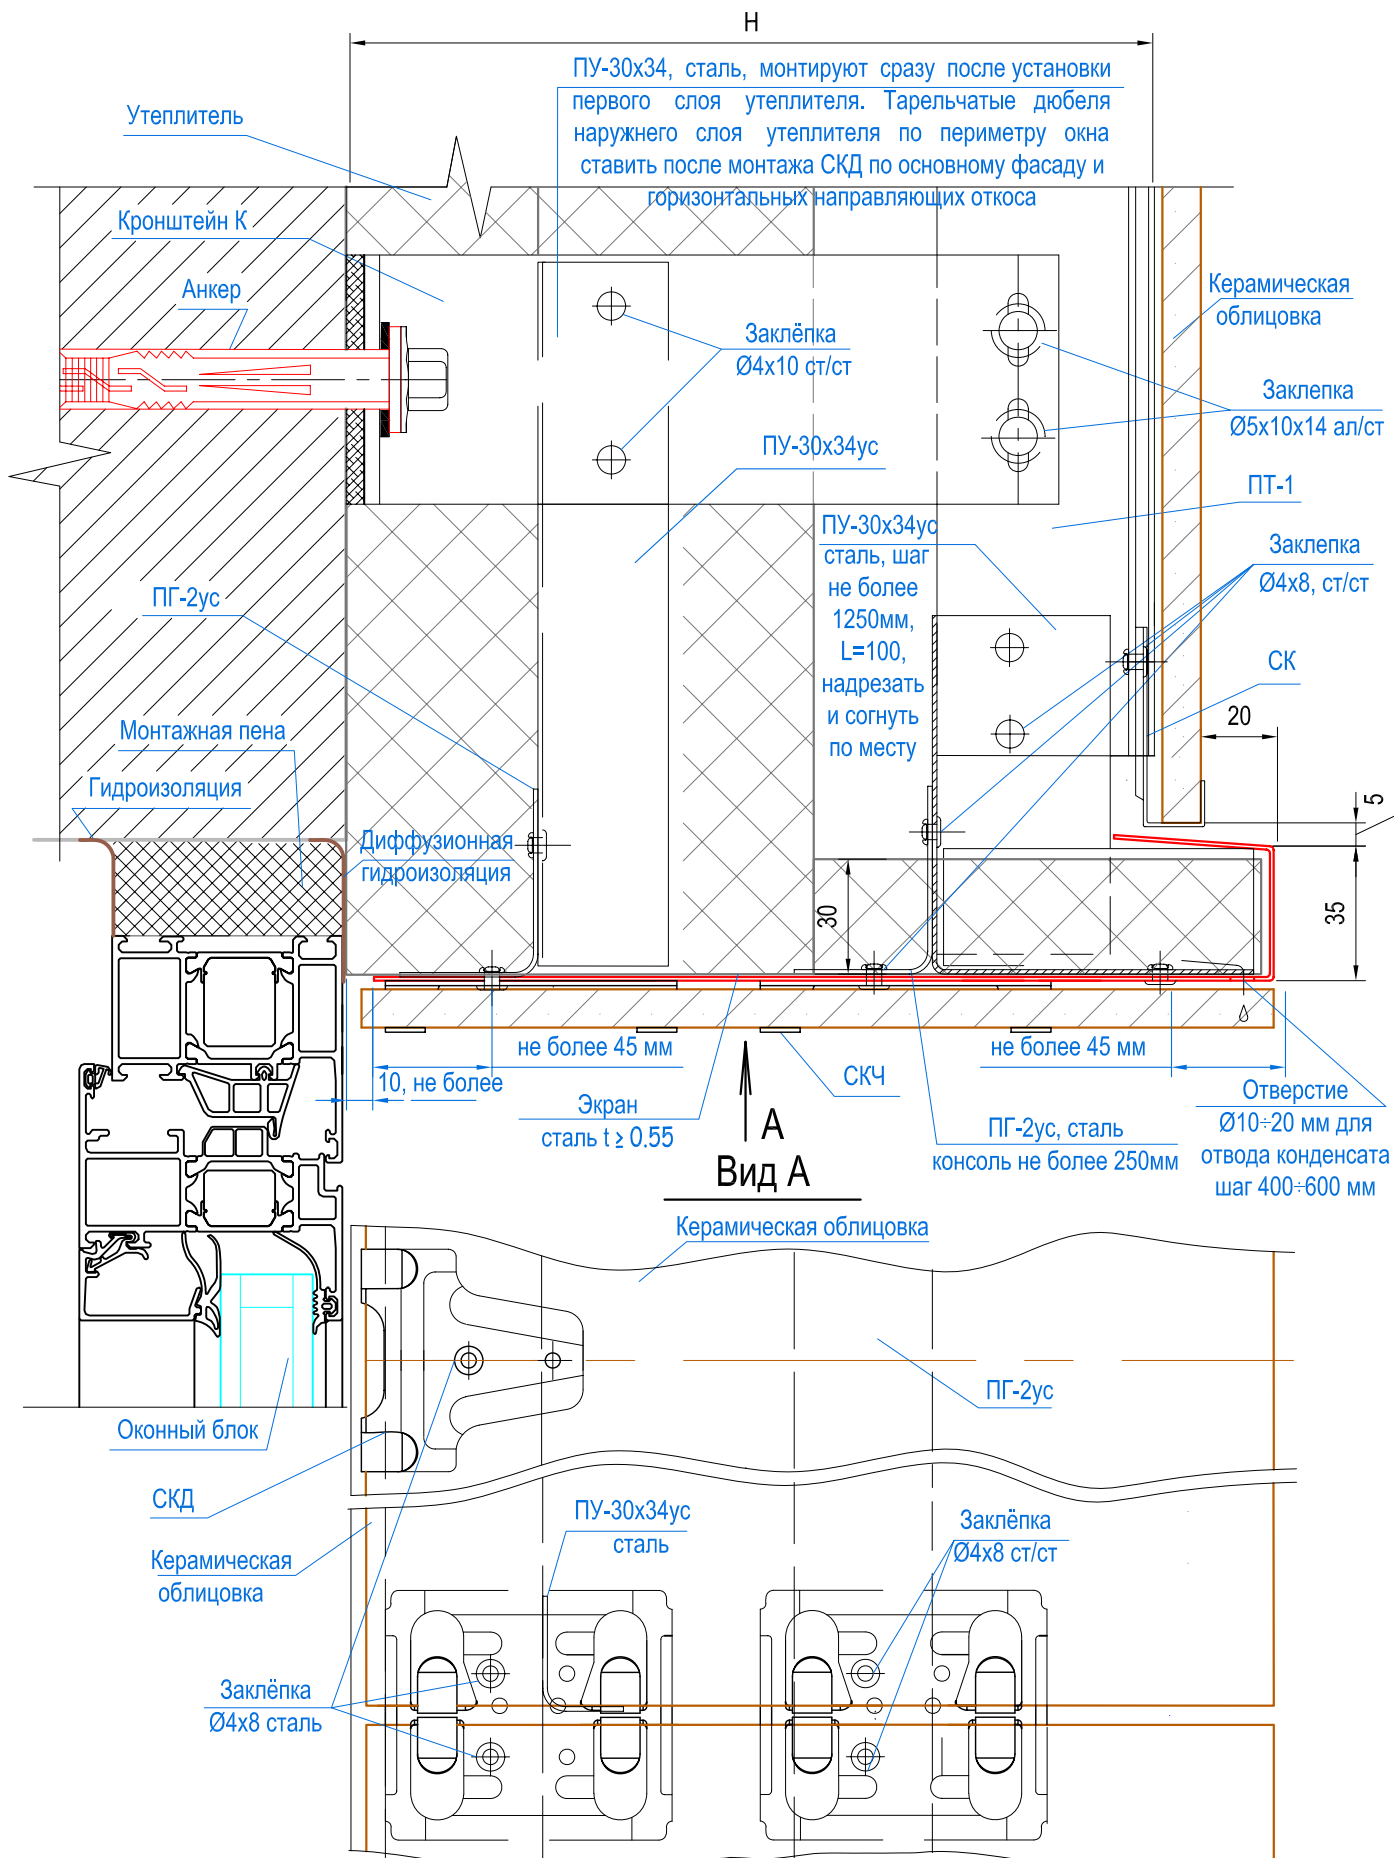 H
ПУ-30х34, сталь, монтируют сразу после установки
первого слоя утеплителя. Тарельчатые дюбеля
наружнего слоя утеплителя по периметру окна
ставить после монтажа СКД по основному фасаду и
горизонтальных направляющих откоса
Утеплитель
Кронштейн К
Анкер
Керамическая
облицовка
Заклёпка
Ø4х10 ст/ст
Заклепка
Ø5х10х14 ал/ст
ПУ-30х34ус
ПТ-1
ПУ-30х34ус
сталь, шаг
не более
1250мм,
L=100,
надрезать
и согнуть
по месту
Заклепка
Ø4х8, ст/ст
ПГ-2ус
СК
20
Монтажная пена
Гидроизоляция
5
Диффузионная
гидроизоляция
30
35
не более 45 мм
не более 45 мм
10, не более
СКЧ
Экран
сталь t ≥ 0.55
А
Вид А
ПГ-2ус, сталь
консоль не более 250мм
Отверстие
Ø10÷20 мм для
отвода конденсата
шаг 400÷600 мм
Керамическая облицовка
ПГ-2ус
Оконный блок
СКД
Керамическая
облицовка
ПУ-30х34ус
сталь
Заклёпка
Ø4х8 ст/ст
Заклёпка
Ø4х8 сталь